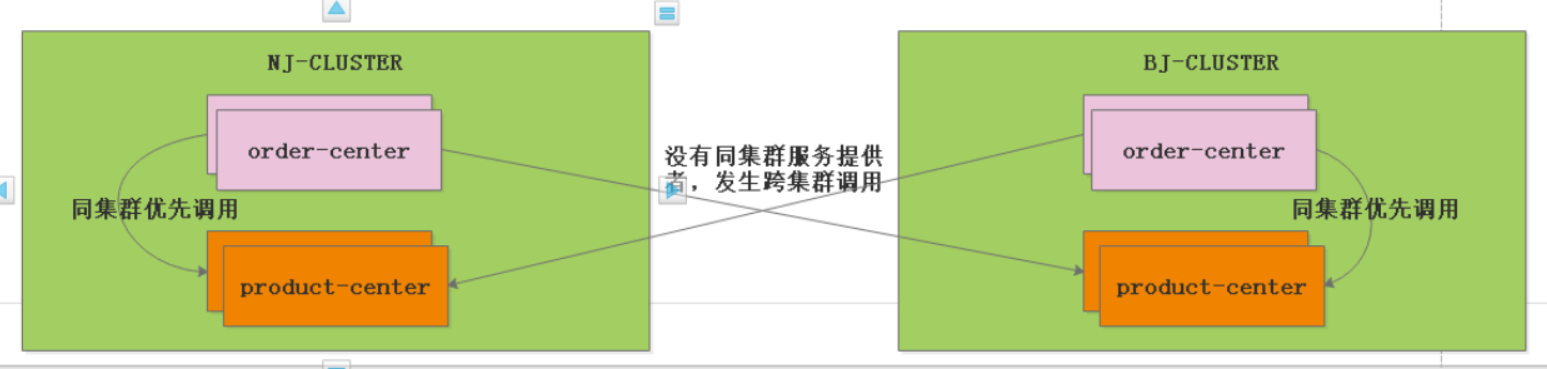 NJ-CLUSTER
order-center
同集群优先调用
product-center
没有同集群服务提供
者，发生跨集群调用
BJ-CLUSTER
order-center
同集群优先调用
product-center